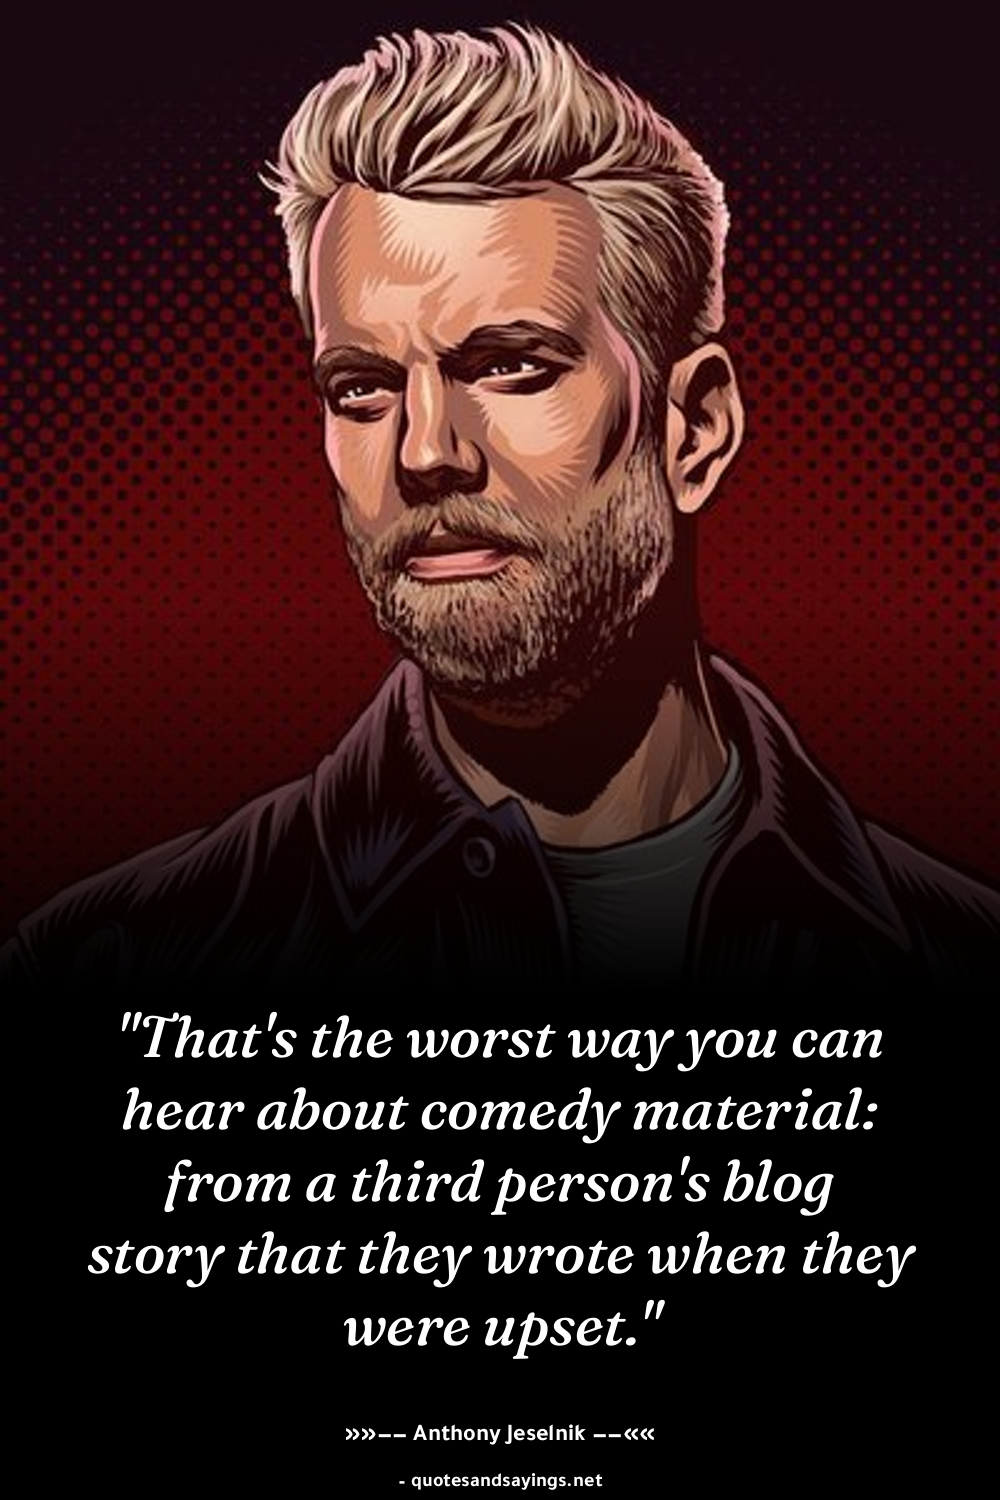 "That's the worst way you can
hear about comedy material:
from a third person's blog
story that they wrote when they
were upset."
»»–– Anthony Jeselnik ––««
- quotesandsayings.net